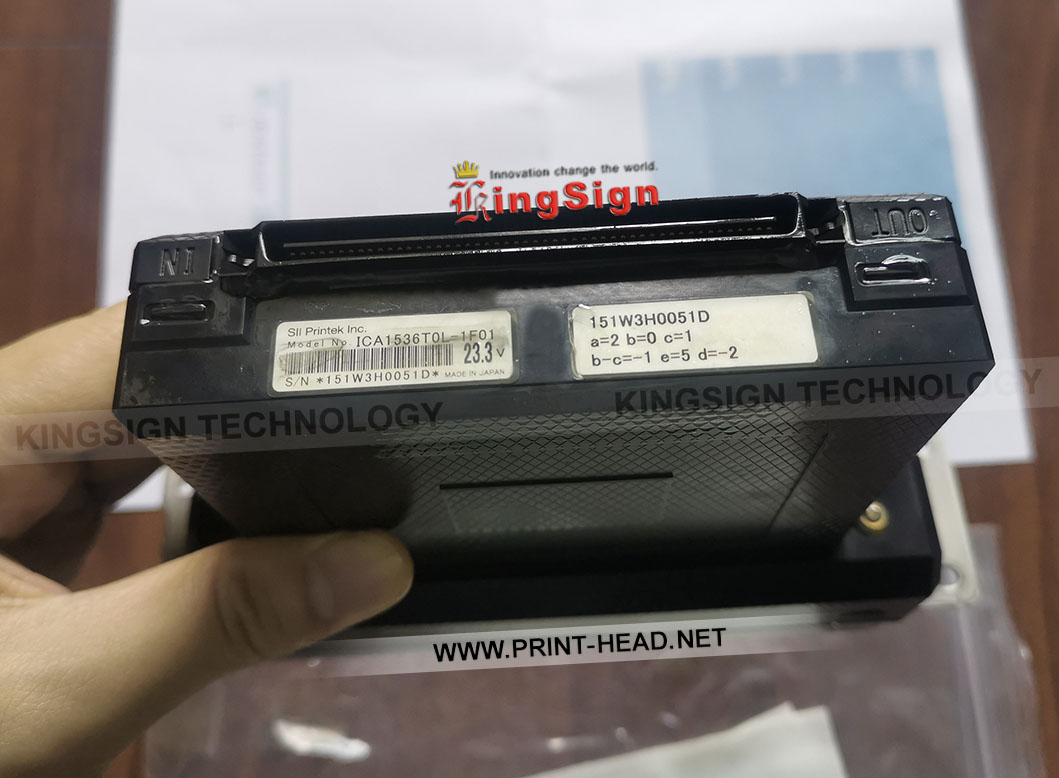 Innovation change the world.
KingSign
IN
OUT
SII Printek Inc.
Model No. ICA1536T0L-1F01
23.3 V
S/N *151W3H0051D* MADE IN JAPAN
151W3H0051D
a=2 b=0 c=1
b-c=-1 e=5 d=-2
KINGSIGN TECHNOLOGY
KINGSIGN TECHNOLOGY
WWW.PRINT-HEAD.NET